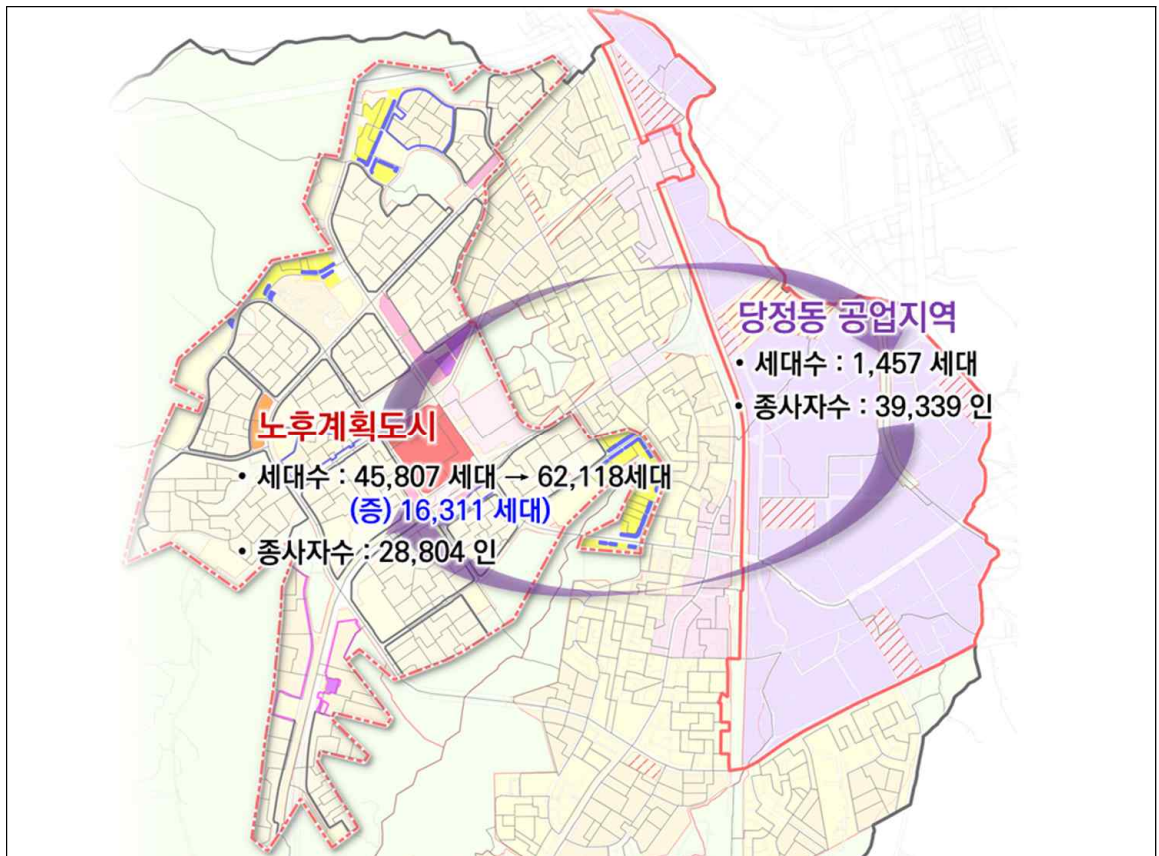 당정동 공업지역
• 세대수 : 1,457 세대
• 종사자수 : 39,339 인
노후계획도시
• 세대수 : 45,807 세대 → 62,118세대
(증) 16,311 세대)
• 종사자수 : 28,804 인